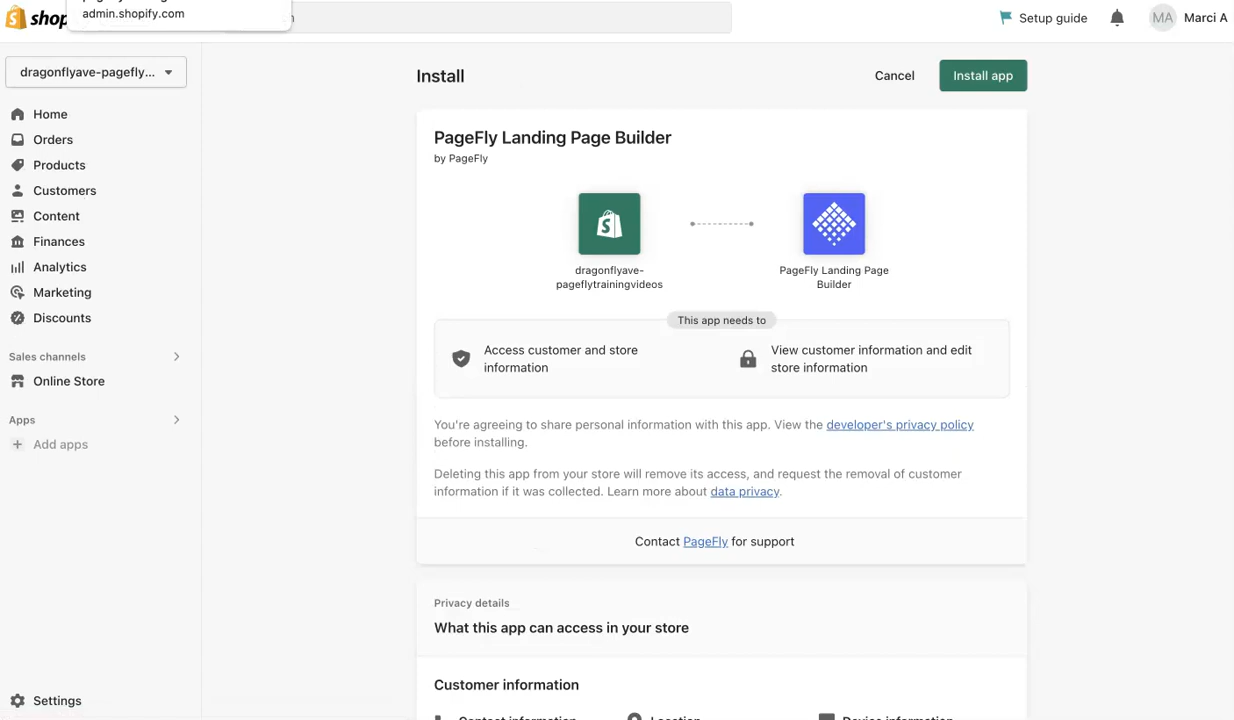 admin.shopify.com
shop
Setup guide
MA
Marci A
dragonflyave-pagefly...
Home
Orders
Products
Customers
Content
Finances
Analytics
Marketing
Discounts
Sales channels
Online Store
Apps
Add apps
Settings
Install
Cancel
Install app
PageFly Landing Page Builder
by PageFly
dragonflyave-
pageflytrainingvideos
PageFly Landing Page
Builder
This app needs to
Access customer and store
information
View customer information and edit
store information
You're agreeing to share personal information with this app. View the developer's privacy policy
before installing.
Deleting this app from your store will remove its access, and request the removal of customer
information if it was collected. Learn more about data privacy.
Contact PageFly for support
Privacy details
What this app can access in your store
Customer information
Contact information
Location
Device information